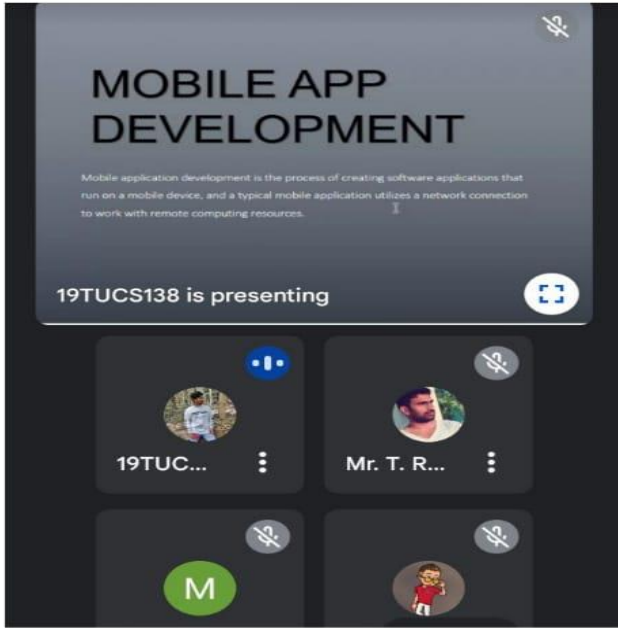 MOBILE APP
DEVELOPMENT
Mobile application development is the process of creating software applications that
run on a mobile device, and a typical mobile application utilizes a network connection
to work with remote computing resources.
19TUCS138 is presenting
19TUC...
Mr. T. R...
M